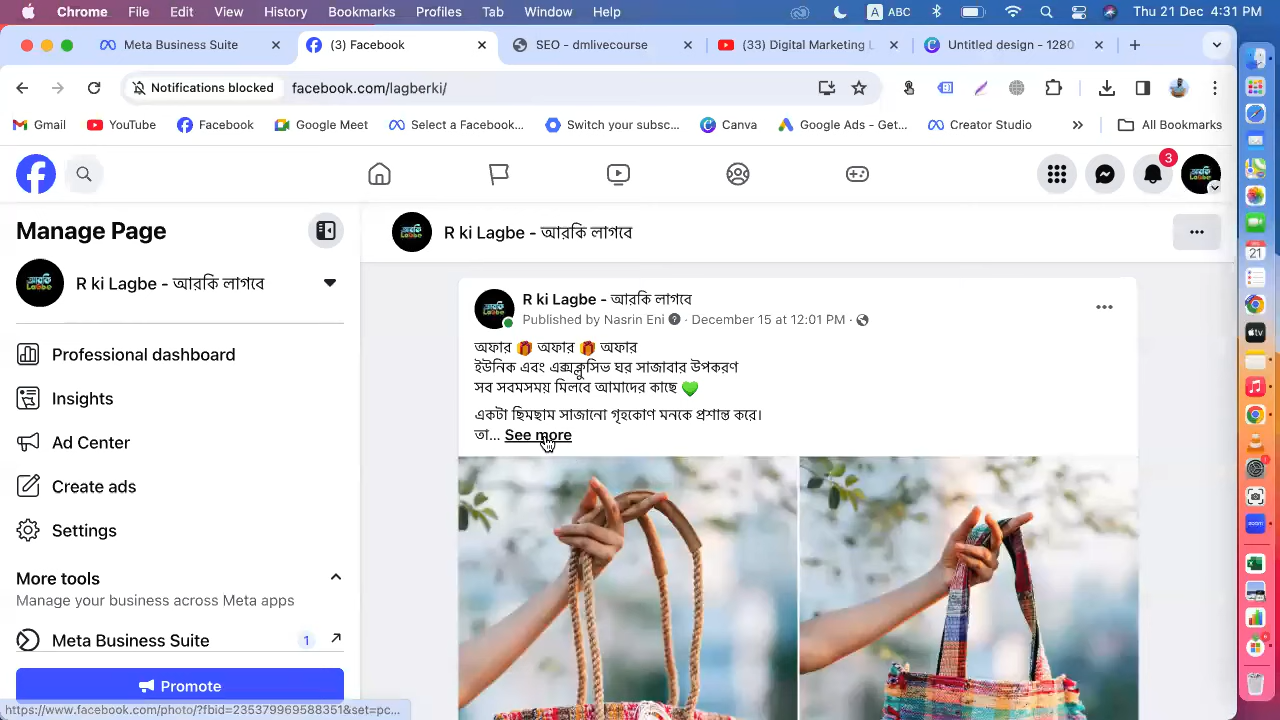 Chrome File Edit View History Bookmarks Profiles Tab Window Help A ABC Thu 21 Dec 4:31 PM
Meta Business Suite (3) Facebook SEO - dmlivecourse (33) Digital Marketing L Untitled design - 1280
Notifications blocked facebook.com/lagberki/
Gmail YouTube Facebook Google Meet Select a Facebook... Switch your subsc... Canva Google Ads - Get... Creator Studio » All Bookmarks
3
Manage Page
R ki Lagbe - আরকি লাগবে
R ki Lagbe - আরকি লাগবে
Professional dashboard
Insights
Ad Center
Create ads
Settings
More tools
Manage your business across Meta apps
Meta Business Suite 1
Promote
R ki Lagbe - আরকি লাগবে
Published by Nasrin Eni · December 15 at 12:01 PM ·
অফার 🎁 অফার 🎁 অফার
ইউনিক এবং এক্সক্লুসিভ ঘর সাজাবার উপকরণ
সব সবমসময় মিলবে আমাদের কাছে 💚
একটা ছিমছাম সাজানো গৃহকোণ মনকে প্রশান্ত করে।
তা... See more
https://www.facebook.com/photo/?fbid=235379969582351&set=pc...